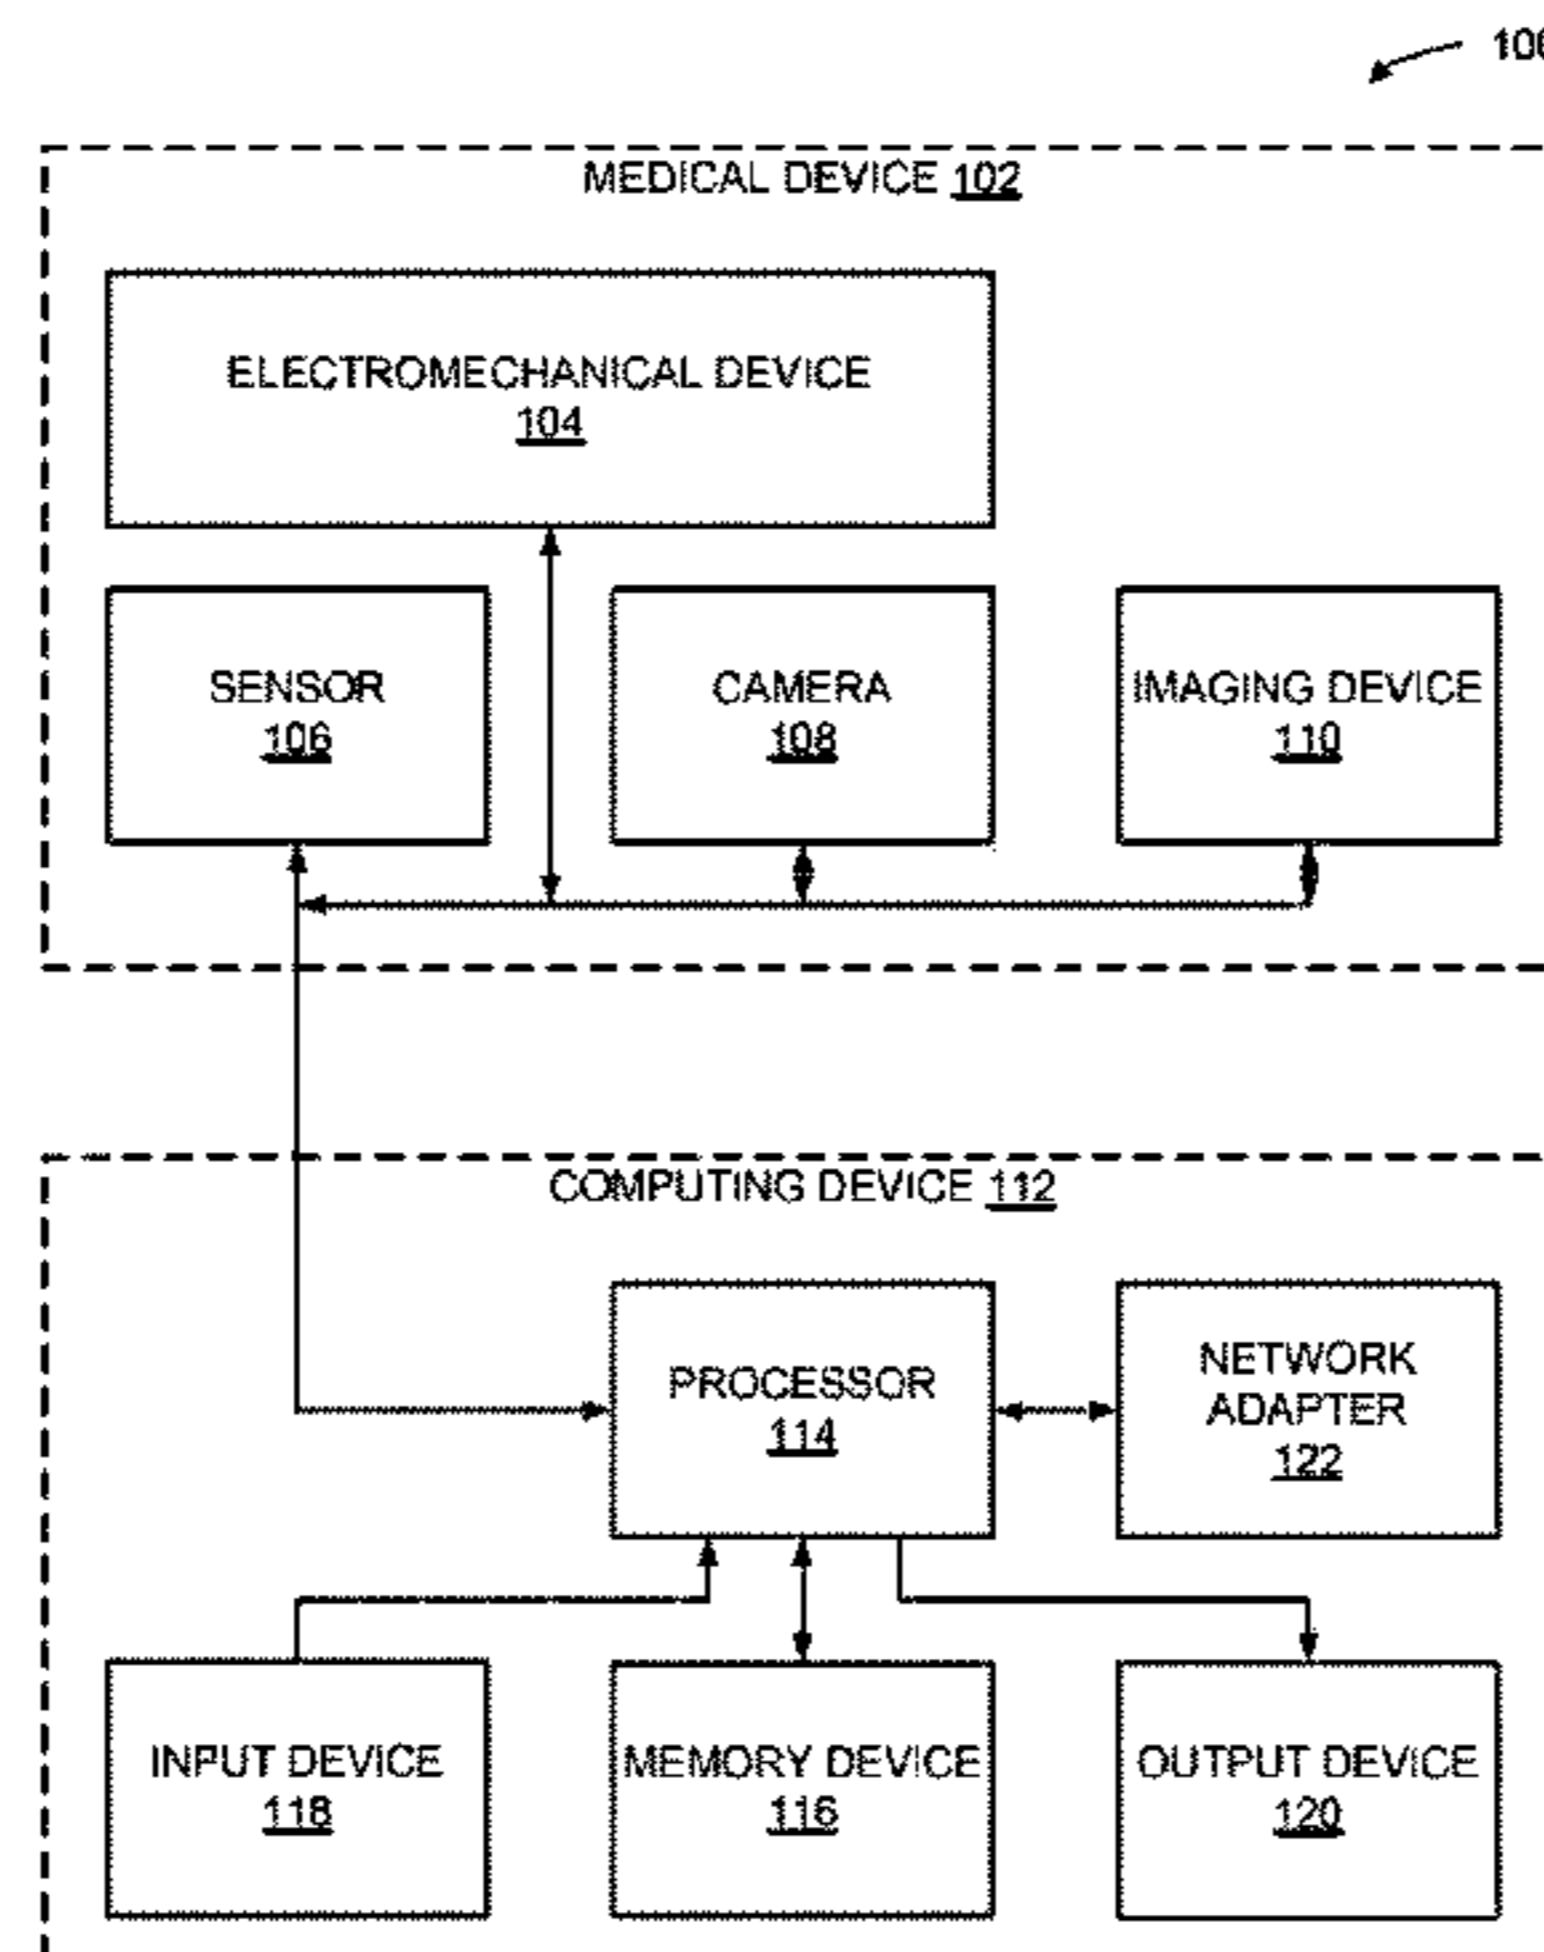 100
MEDICAL DEVICE 102
ELECTROMECHANICAL DEVICE
104
SENSOR
106
CAMERA
108
IMAGING DEVICE
110
COMPUTING DEVICE 112
PROCESSOR
114
NETWORK
ADAPTER
122
INPUT DEVICE
118
MEMORY DEVICE
116
OUTPUT DEVICE
120